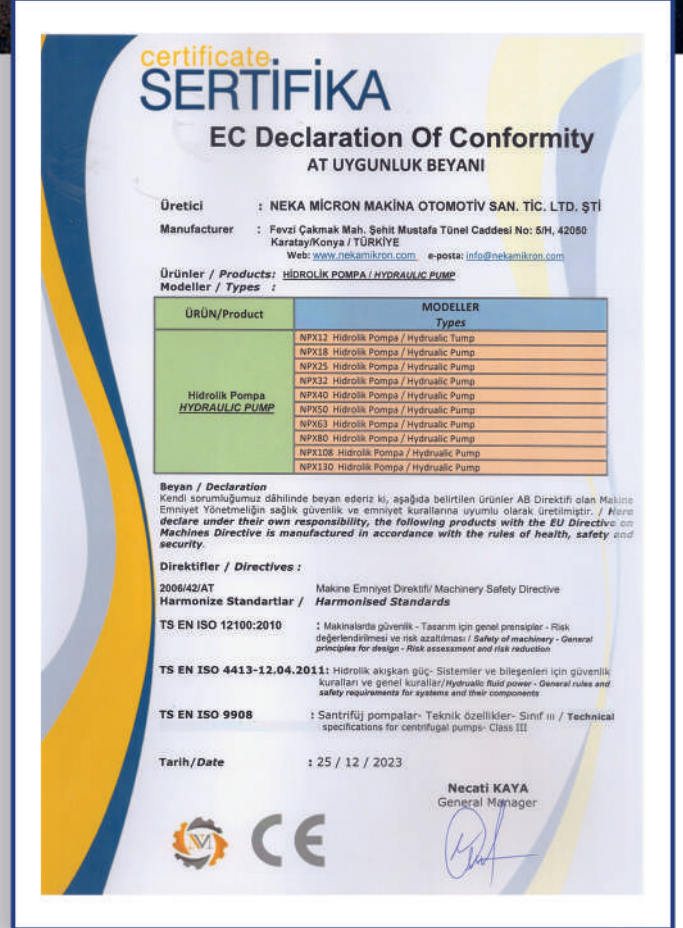 certificate
SERTİFİKA
EC Declaration Of Conformity
AT UYGUNLUK BEYANI
Üretici : NEKA MİCRON MAKİNA OTOMOTİV SAN. TİC. LTD. ŞTİ
Manufacturer : Fevzi Çakmak Mah. Şehit Mustafa Tünel Caddesi No: 5/H, 42050
Karatay/Konya / TÜRKİYE
Web: www.nekamikron.com e-posta: info@nekamikron.com
Ürünler / Products: HİDROLİK POMPA / HYDRAULIC PUMP
Modeller / Types :
ÜRÜN/Product
MODELLER
Types
Hidrolik Pompa
HYDRAULIC PUMP
NPX12 Hidrolik Pompa / Hydrualic Tump
NPX18 Hidrolik Pompa / Hydrualic Pump
NPX25 Hidrolik Pompa / Hydrualic Pump
NPX32 Hidrolik Pompa / Hydrualic Pump
NPX40 Hidrolik Pompa / Hydrualic Pump
NPX50 Hidrolik Pompa / Hydrualic Pump
NPX63 Hidrolik Pompa / Hydrualic Pump
NPX80 Hidrolik Pompa / Hydrualic Pump
NPX108 Hidrolik Pompa / Hydrualic Pump
NPX130 Hidrolik Pompa / Hydrualic Pump
Beyan / Declaration
Kendi sorumluğumuz dâhilinde beyan ederiz ki, aşağıda belirtilen ürünler AB Direktifi olan Makine
Emniyet Yönetmeliğin sağlık güvenlik ve emniyet kurallarına uyumlu olarak üretilmiştir. / Here
declare under their own responsibility, the following products with the EU Directive on
Machines Directive is manufactured in accordance with the rules of health, safety and
security.
Direktifler / Directives :
2006/42/AT Makine Emniyet Direktifi/ Machinery Safety Directive
Harmonize Standartlar / Harmonised Standards
TS EN ISO 12100:2010 : Makinalarda güvenlik - Tasarım için genel prensipler - Risk
değerlendirilmesi ve risk azaltılması / Safety of machinery - General
principles for design - Risk assessment and risk reduction
TS EN ISO 4413-12.04.2011: Hidrolik akışkan güç- Sistemler ve bileşenleri için güvenlik
kuralları ve genel kurallar/Hydrualic fluid power - General rules and
safety requirements for systems and their components
TS EN ISO 9908 : Santrifüj pompalar- Teknik özellikler- Sınıf III / Technical
specifications for centrifugal pumps- Class III
Tarih/Date : 25 / 12 / 2023
Necati KAYA
General Manager
CE